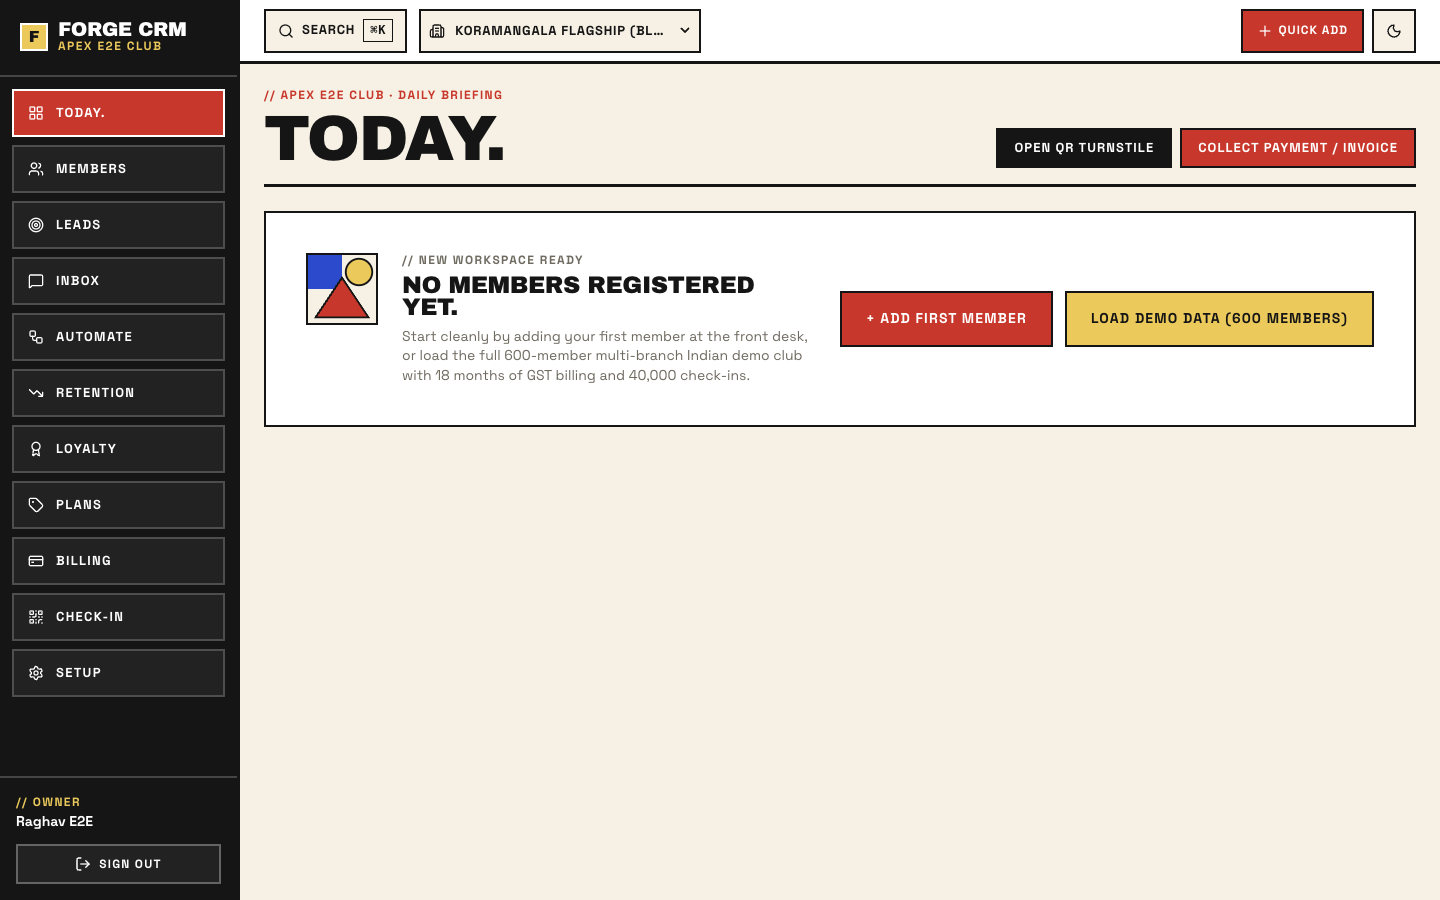 F
FORGE CRM
APEX E2E CLUB
TODAY.
MEMBERS
LEADS
INBOX
AUTOMATE
RETENTION
LOYALTY
PLANS
BILLING
CHECK-IN
SETUP
// OWNER
Raghav E2E
SIGN OUT
SEARCH ⌘K
KORAMANGALA FLAGSHIP (BL...
QUICK ADD
// APEX E2E CLUB · DAILY BRIEFING
TODAY.
OPEN QR TURNSTILE
COLLECT PAYMENT / INVOICE
// NEW WORKSPACE READY
NO MEMBERS REGISTERED
YET.
Start cleanly by adding your first member at the front desk,
or load the full 600-member multi-branch Indian demo club
with 18 months of GST billing and 40,000 check-ins.
+ ADD FIRST MEMBER
LOAD DEMO DATA (600 MEMBERS)